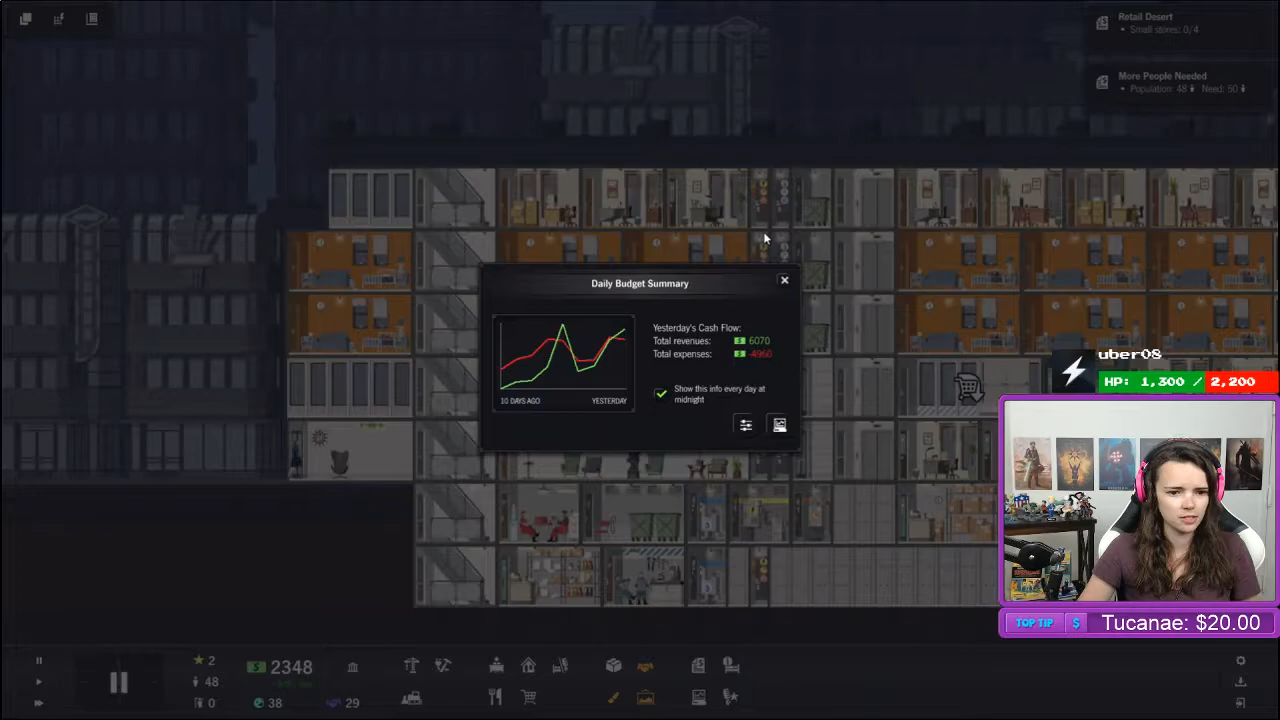 Retail Desert
• Small stores: 0/4
More People Needed
• Population: 48 Need: 50
Daily Budget Summary
Yesterday's Cash Flow:
Total revenues: 6070
Total expenses: -4960
Show this info every day at
midnight
10 DAYS AGO YESTERDAY
uber08
HP: 1,300 / 2,200
TOP TIP $ Tucanae: $20.00
2
2348
48
0 38 29